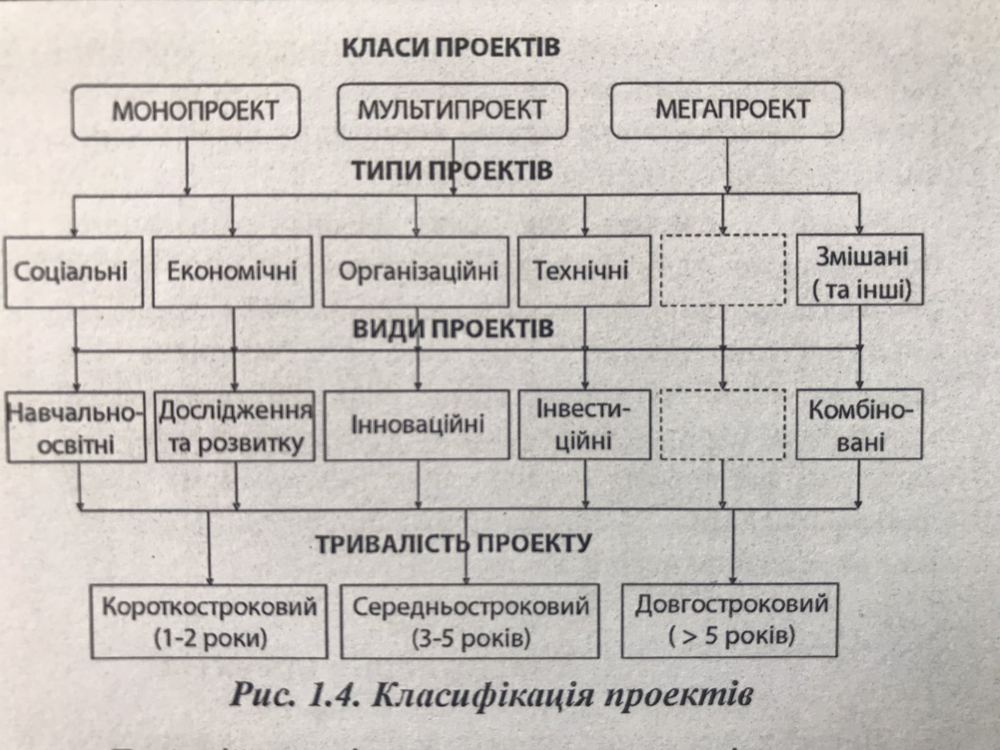 КЛАСИ ПРОЕКТІВ
МОНОПРОЕКТ
МУЛЬТИПРОЕКТ
МЕГАПРОЕКТ
ТИПИ ПРОЕКТІВ
Соціальні
Економічні
Організаційні
Технічні
Змішані
( та інші)
ВИДИ ПРОЕКТІВ
Навчально-
освітні
Дослідження
та розвитку
Інноваційні
Інвести-
ційні
Комбіно-
вані
ТРИВАЛІСТЬ ПРОЕКТУ
Короткостроковий
(1-2 роки)
Середньостроковий
(3-5 років)
Довгостроковий
( > 5 років)
Рис. 1.4. Класифікація проектів